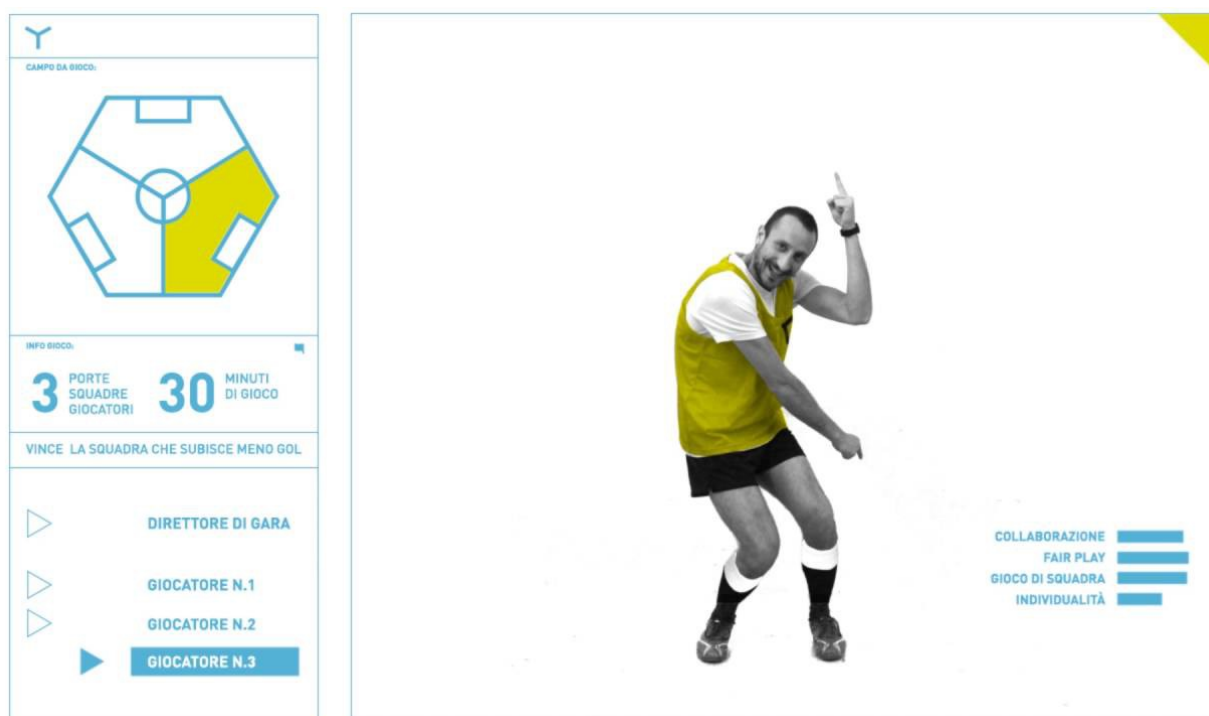 CAMPO DA GIOCO:
INFO GIOCO:
3 PORTE
SQUADRE
GIOCATORI
30 MINUTI
DI GIOCO
VINCE LA SQUADRA CHE SUBISCE MENO GOL
DIRETTORE DI GARA
GIOCATORE N.1
GIOCATORE N.2
GIOCATORE N.3
COLLABORAZIONE
FAIR PLAY
GIOCO DI SQUADRA
INDIVIDUALITÀ